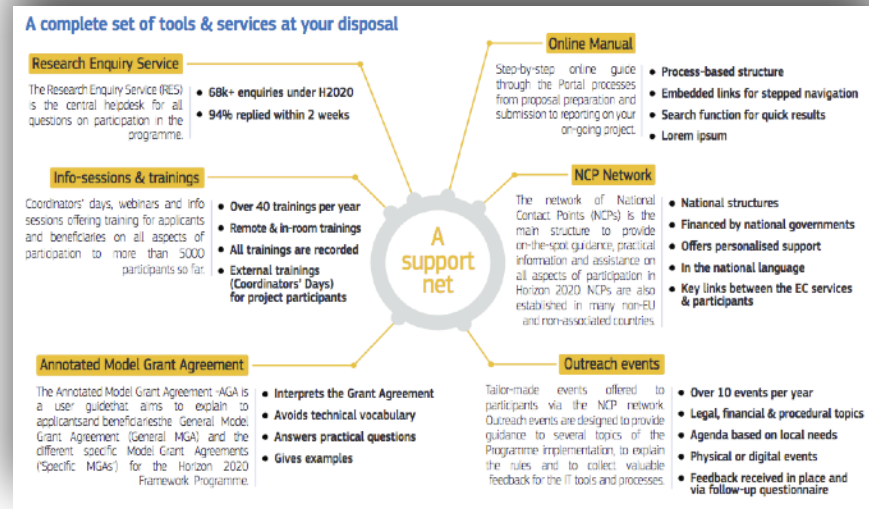 A complete set of tools & services at your disposal
Research Enquiry Service
The Research Enquiry Service (RES)
is the central helpdesk for all
questions on participation in the
programme.
● 68k+ enquiries under H2020
● 94% replied within 2 weeks
Online Manual
Step-by-step online guide
through the Portal processes
from proposal preparation and
submission to reporting on your
on-going project.
● Process-based structure
● Embedded links for stepped navigation
● Search function for quick results
● Lorem ipsum
Info-sessions & trainings
Coordinators' days, webinars and info
sessions offering training for applicants
and beneficiaries on all aspects of
participation to more than 5000
participants so far.
● Over 40 trainings per year
● Remote & in-room trainings
● All trainings are recorded
● External trainings
(Coordinators' Days)
for project participants
A
support
net
NCP Network
The network of National
Contact Points (NCPs) is the
main structure to provide
on-the-spot guidance, practical
information and assistance on
all aspects of participation in
Horizon 2020. NCPs are also
established in many non-EU
and non-associated countries.
● National structures
● Financed by national governments
● Offers personalised support
● In the national language
● Key links between the EC services
& participants
Annotated Model Grant Agreement
The Annotated Model Grant Agreement -AGA is
a user guidethat aims to explain to
applicantsand beneficiariesthe General Model
Grant Agreement (General MGA) and the
different specific Model Grant Agreements
('Specific MGAs') for the Horizon 2020
Framework Programme.
● Interprets the Grant Agreement
● Avoids technical vocabulary
● Answers practical questions
● Gives examples
Outreach events
Tailor-made events offered to
participants via the NCP network.
Outreach events are designed to provide
guidance to several topics of the
Programme implementation, to explain
the rules and to collect valuable
feedback for the IT tools and processes.
● Over 10 events per year
● Legal, financial & procedural topics
● Agenda based on local needs
● Physical or digital events
● Feedback received in place and
via follow-up questionnaire